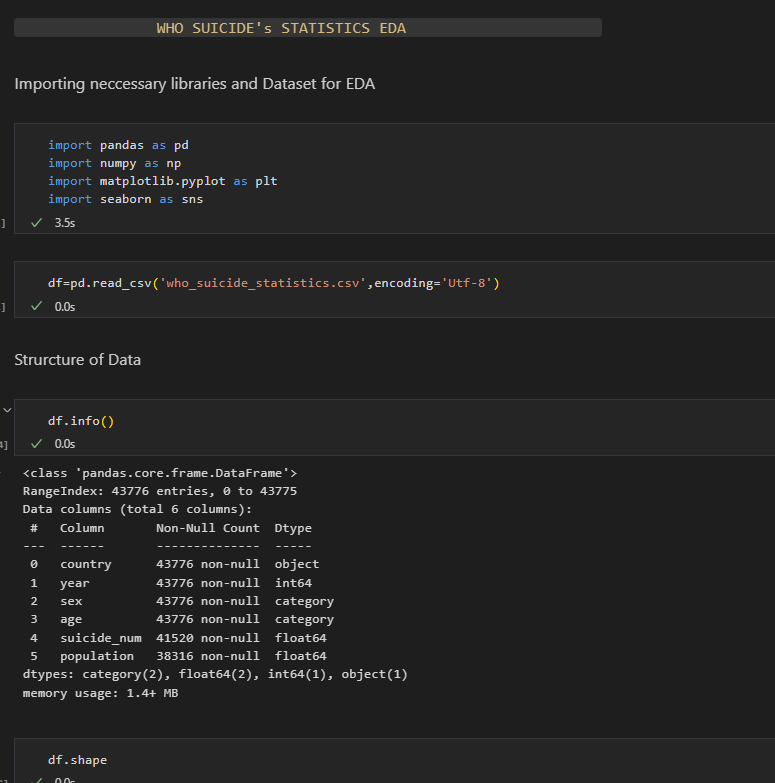 WHO SUICIDE's STATISTICS EDA
Importing neccessary libraries and Dataset for EDA
import pandas as pd
import numpy as np
import matplotlib.pyplot as plt
import seaborn as sns
] 3.5s
df=pd.read_csv('who_suicide_statistics.csv',encoding='Utf-8')
] 0.0s
Strurcture of Data
df.info()
4] 0.0s
<class 'pandas.core.frame.DataFrame'>
RangeIndex: 43776 entries, 0 to 43775
Data columns (total 6 columns):
# Column Non-Null Count Dtype
--- ------ -------------- -----
0 country 43776 non-null object
1 year 43776 non-null int64
2 sex 43776 non-null category
3 age 43776 non-null category
4 suicide_num 41520 non-null float64
5 population 38316 non-null float64
dtypes: category(2), float64(2), int64(1), object(1)
memory usage: 1.4+ MB
df.shape
0.0s